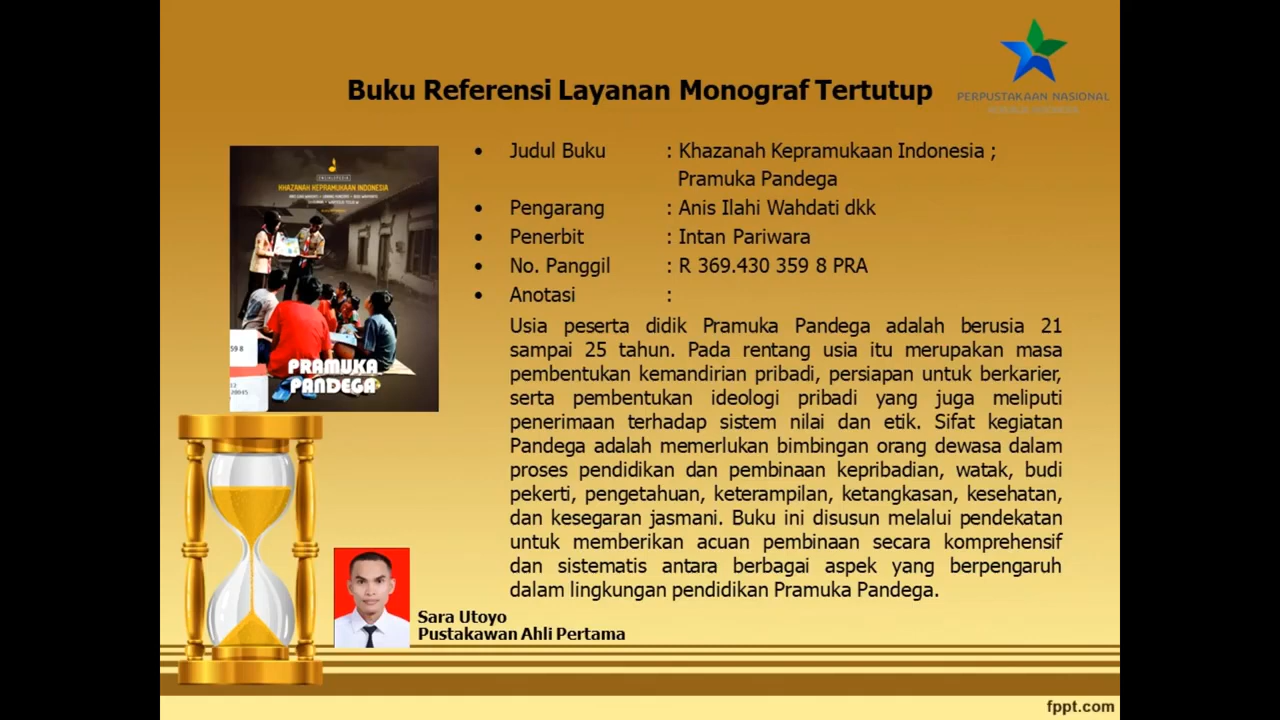 Buku Referensi Layanan Monograf Tertutup
PERPUSTAKAAN NASIONAL
ENSIKLOPEDIA
KHAZANAH KEPRAMUKAAN INDONESIA
PRAMUKA
PANDEGA
59 8
• Judul Buku : Khazanah Kepramukaan Indonesia ;
Pramuka Pandega
• Pengarang : Anis Ilahi Wahdati dkk
• Penerbit : Intan Pariwara
• No. Panggil : R 369.430 359 8 PRA
• Anotasi :
Usia peserta didik Pramuka Pandega adalah berusia 21
sampai 25 tahun. Pada rentang usia itu merupakan masa
pembentukan kemandirian pribadi, persiapan untuk berkarier,
serta pembentukan ideologi pribadi yang juga meliputi
penerimaan terhadap sistem nilai dan etik. Sifat kegiatan
Pandega adalah memerlukan bimbingan orang dewasa dalam
proses pendidikan dan pembinaan kepribadian, watak, budi
pekerti, pengetahuan, keterampilan, ketangkasan, kesehatan,
dan kesegaran jasmani. Buku ini disusun melalui pendekatan
untuk memberikan acuan pembinaan secara komprehensif
dan sistematis antara berbagai aspek yang berpengaruh
dalam lingkungan pendidikan Pramuka Pandega.
Sara Utoyo
Pustakawan Ahli Pertama
fppt.com